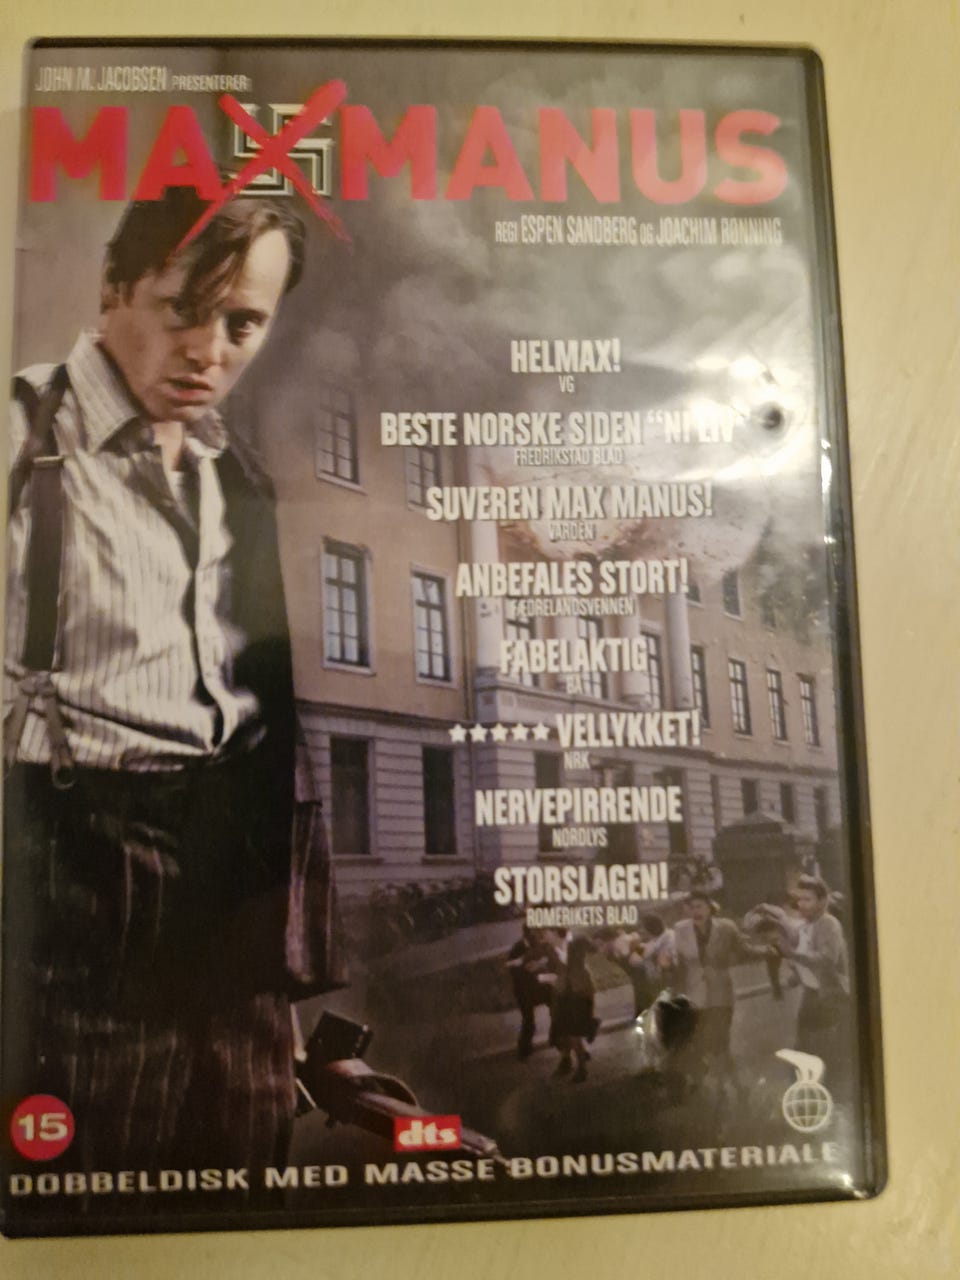 JOHN M. JACOBSEN PRESENTERER
MAX MANUS
REGI ESPEN SANDBERG OG JOACHIM RØNNING
HELMAX!
VG
BESTE NORSKE SIDEN “NI LIV”
FREDRIKSTAD BLAD
SUVEREN MAX MANUS!
VARDEN
ANBEFALES STORT!
FÆDRELANDSVENNEN
FABELAKTIG
BA
★★★★★ VELLYKKET!
NRK
NERVEPIRRENDE
NORDLYS
STORSLAGEN!
ROMERIKETS BLAD
15
dts
DOBBELDISK MED MASSE BONUSMATERIALE